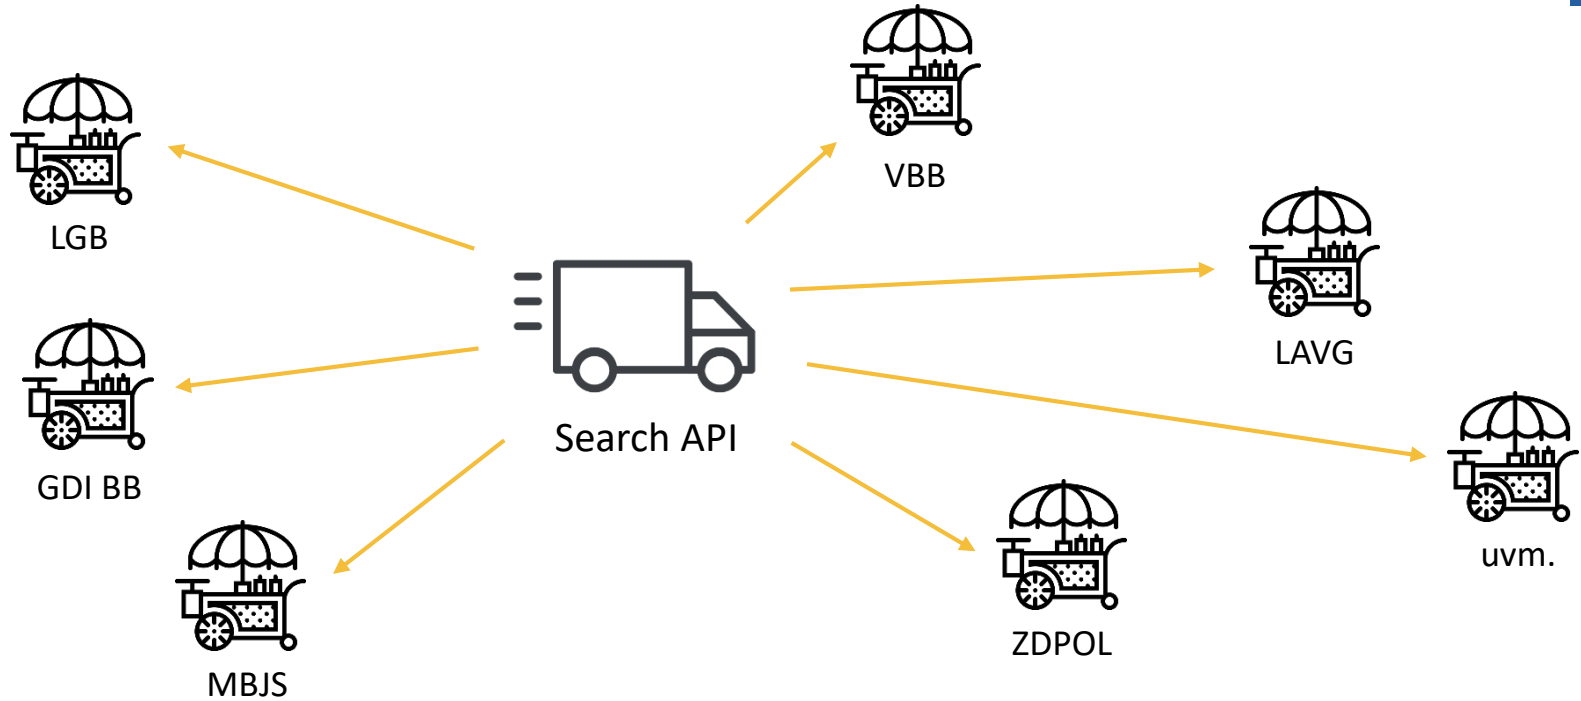 VBB
LGB
LAVG
Search API
GDI BB
uvm.
ZDPOL
MBJS